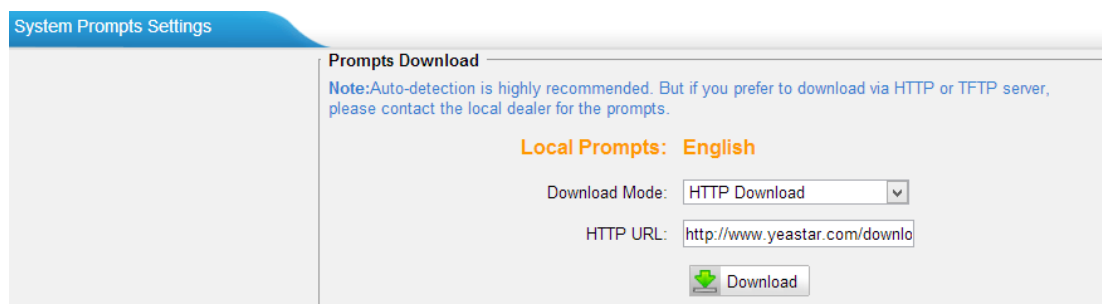 System Prompts Settings
Prompts Download
Note:Auto-detection is highly recommended. But if you prefer to download via HTTP or TFTP server,
please contact the local dealer for the prompts.
Local Prompts: English
Download Mode: HTTP Download
HTTP URL: http://www.yeastar.com/downlo
Download